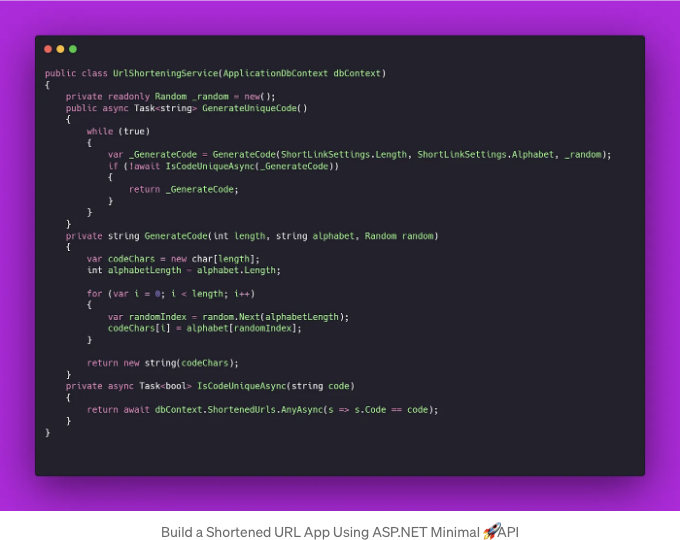 public class UrlShorteningService(ApplicationDbContext dbContext)
{
    private readonly Random _random = new();
    public async Task<string> GenerateUniqueCode()
    {
        while (true)
        {
            var _GenerateCode = GenerateCode(ShortLinkSettings.Length, ShortLinkSettings.Alphabet, _random);
            if (!await IsCodeUniqueAsync(_GenerateCode))
            {
                return _GenerateCode;
            }
        }
    }
    private string GenerateCode(int length, string alphabet, Random random)
    {
        var codeChars = new char[length];
        int alphabetLength = alphabet.Length;

        for (var i = 0; i < length; i++)
        {
            var randomIndex = random.Next(alphabetLength);
            codeChars[i] = alphabet[randomIndex];
        }

        return new string(codeChars);
    }
    private async Task<bool> IsCodeUniqueAsync(string code)
    {
        return await dbContext.ShortenedUrls.AnyAsync(s => s.Code == code);
    }
}
Build a Shortened URL App Using ASP.NET Minimal 🚀API